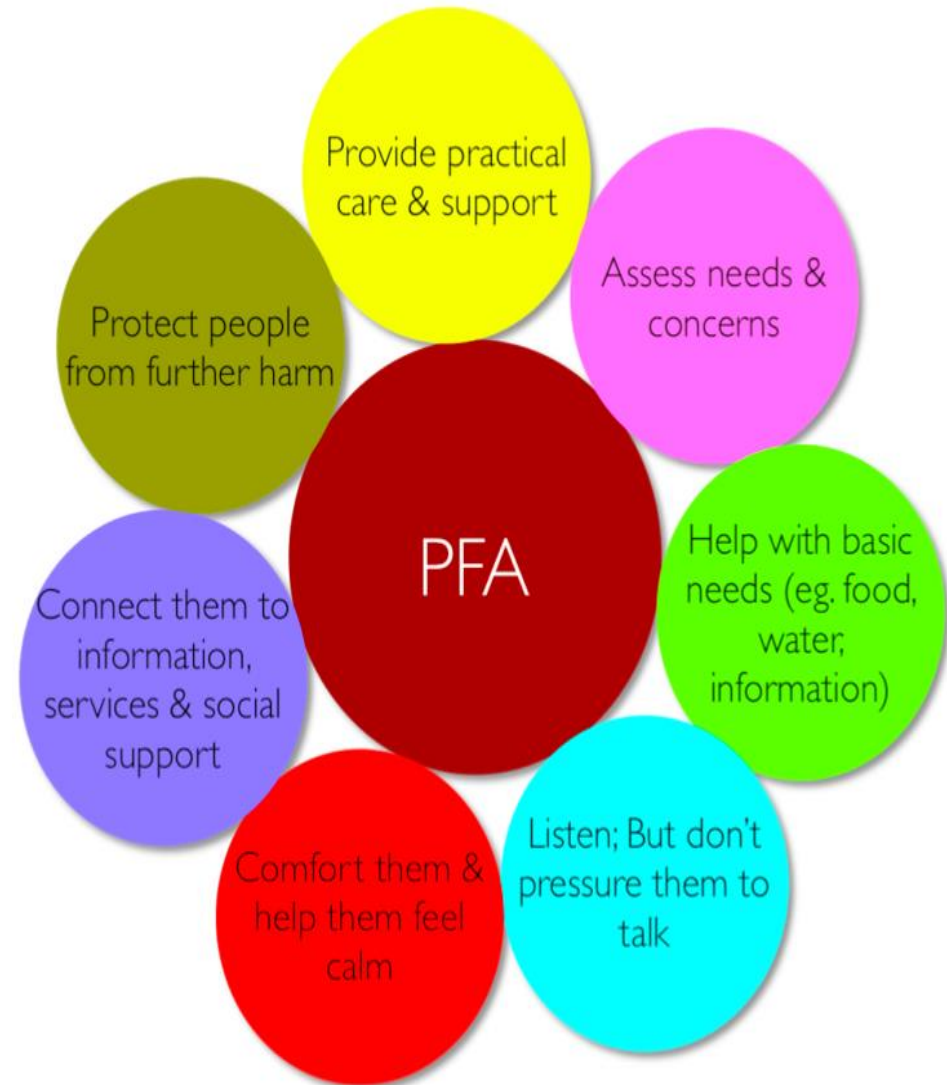 Provide practical
care & support
Assess needs &
concerns
Help with basic
needs (eg. food,
water,
information)
Listen; But don't
pressure them to
talk
Comfort them &
help them feel
calm
Connect them to
information,
services & social
support
Protect people
from further harm
PFA